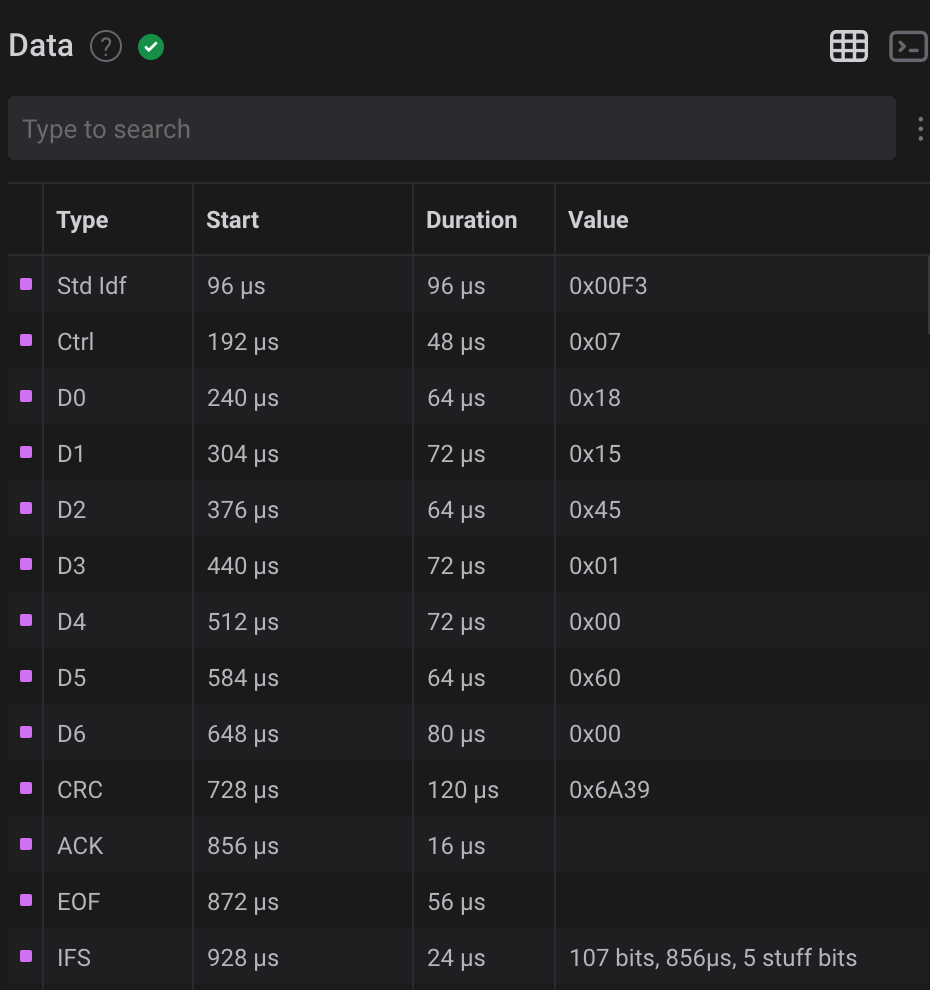 Data
Type to search
Type Start Duration Value
Std Idf 96 µs 96 µs 0x00F3
Ctrl 192 µs 48 µs 0x07
D0 240 µs 64 µs 0x18
D1 304 µs 72 µs 0x15
D2 376 µs 64 µs 0x45
D3 440 µs 72 µs 0x01
D4 512 µs 72 µs 0x00
D5 584 µs 64 µs 0x60
D6 648 µs 80 µs 0x00
CRC 728 µs 120 µs 0x6A39
ACK 856 µs 16 µs
EOF 872 µs 56 µs
IFS 928 µs 24 µs 107 bits, 856µs, 5 stuff bits